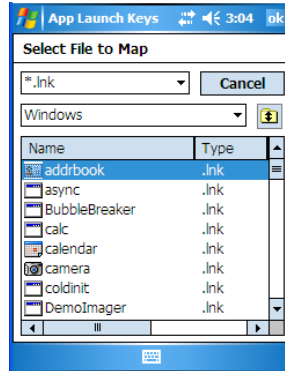 App Launch Keys 3:04 ok
Select File to Map
*.lnk Cancel
Windows
Name Type
addrbook .lnk
async .lnk
BubbleBreaker .lnk
calc .lnk
calendar .lnk
camera .lnk
coldinit .lnk
DemoImager .lnk